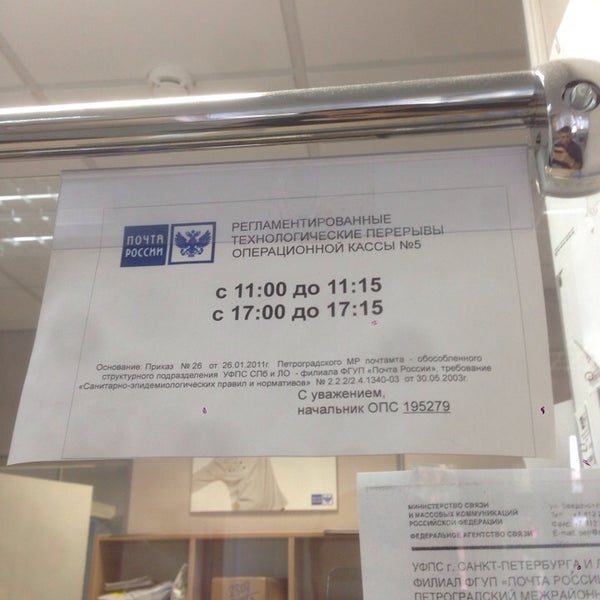 ПОЧТА
РОССИИ
РЕГЛАМЕНТИРОВАННЫЕ
ТЕХНОЛОГИЧЕСКИЕ ПЕРЕРЫВЫ
ОПЕРАЦИОННОЙ КАССЫ №5
с 11:00 до 11:15
с 17:00 до 17:15
Основание: Приказ № 26 от 26.01.2011г. Петроградского МР почтамта - обособленного
структурного подразделения УФПС СПб и ЛО - филиала ФГУП «Почта России», требование
«Санитарно-эпидемиологических правил и нормативов» № 2.2.2/2.4.1340-03 от 30.05.2003г.
С уважением,
начальник ОПС 195279
МИНИСТЕРСТВО СВЯЗИ
И МАССОВЫХ КОММУНИКАЦИЙ
РОССИЙСКОЙ ФЕДЕРАЦИИ
ФЕДЕРАЛЬНОЕ АГЕНТСТВО СВЯЗИ
УФПС г. САНКТ-ПЕТЕРБУРГА И
ФИЛИАЛ ФГУП «ПОЧТА
ПЕТРОГРАДСКИЙ